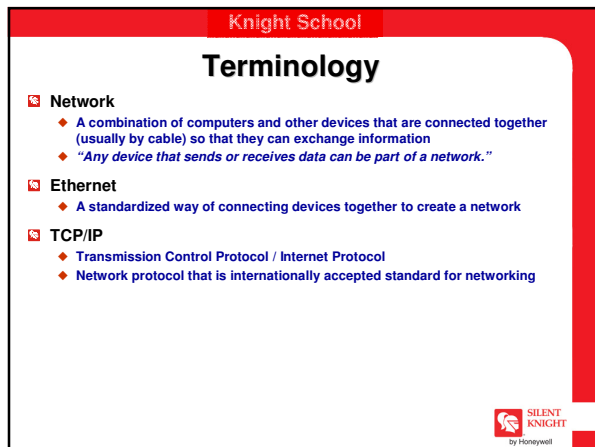 Knight School
Terminology
Network
A combination of computers and other devices that are connected together
(usually by cable) so that they can exchange information
“Any device that sends or receives data can be part of a network.”
Ethernet
A standardized way of connecting devices together to create a network
TCP/IP
Transmission Control Protocol / Internet Protocol
Network protocol that is internationally accepted standard for networking
SILENT
KNIGHT
by Honeywell